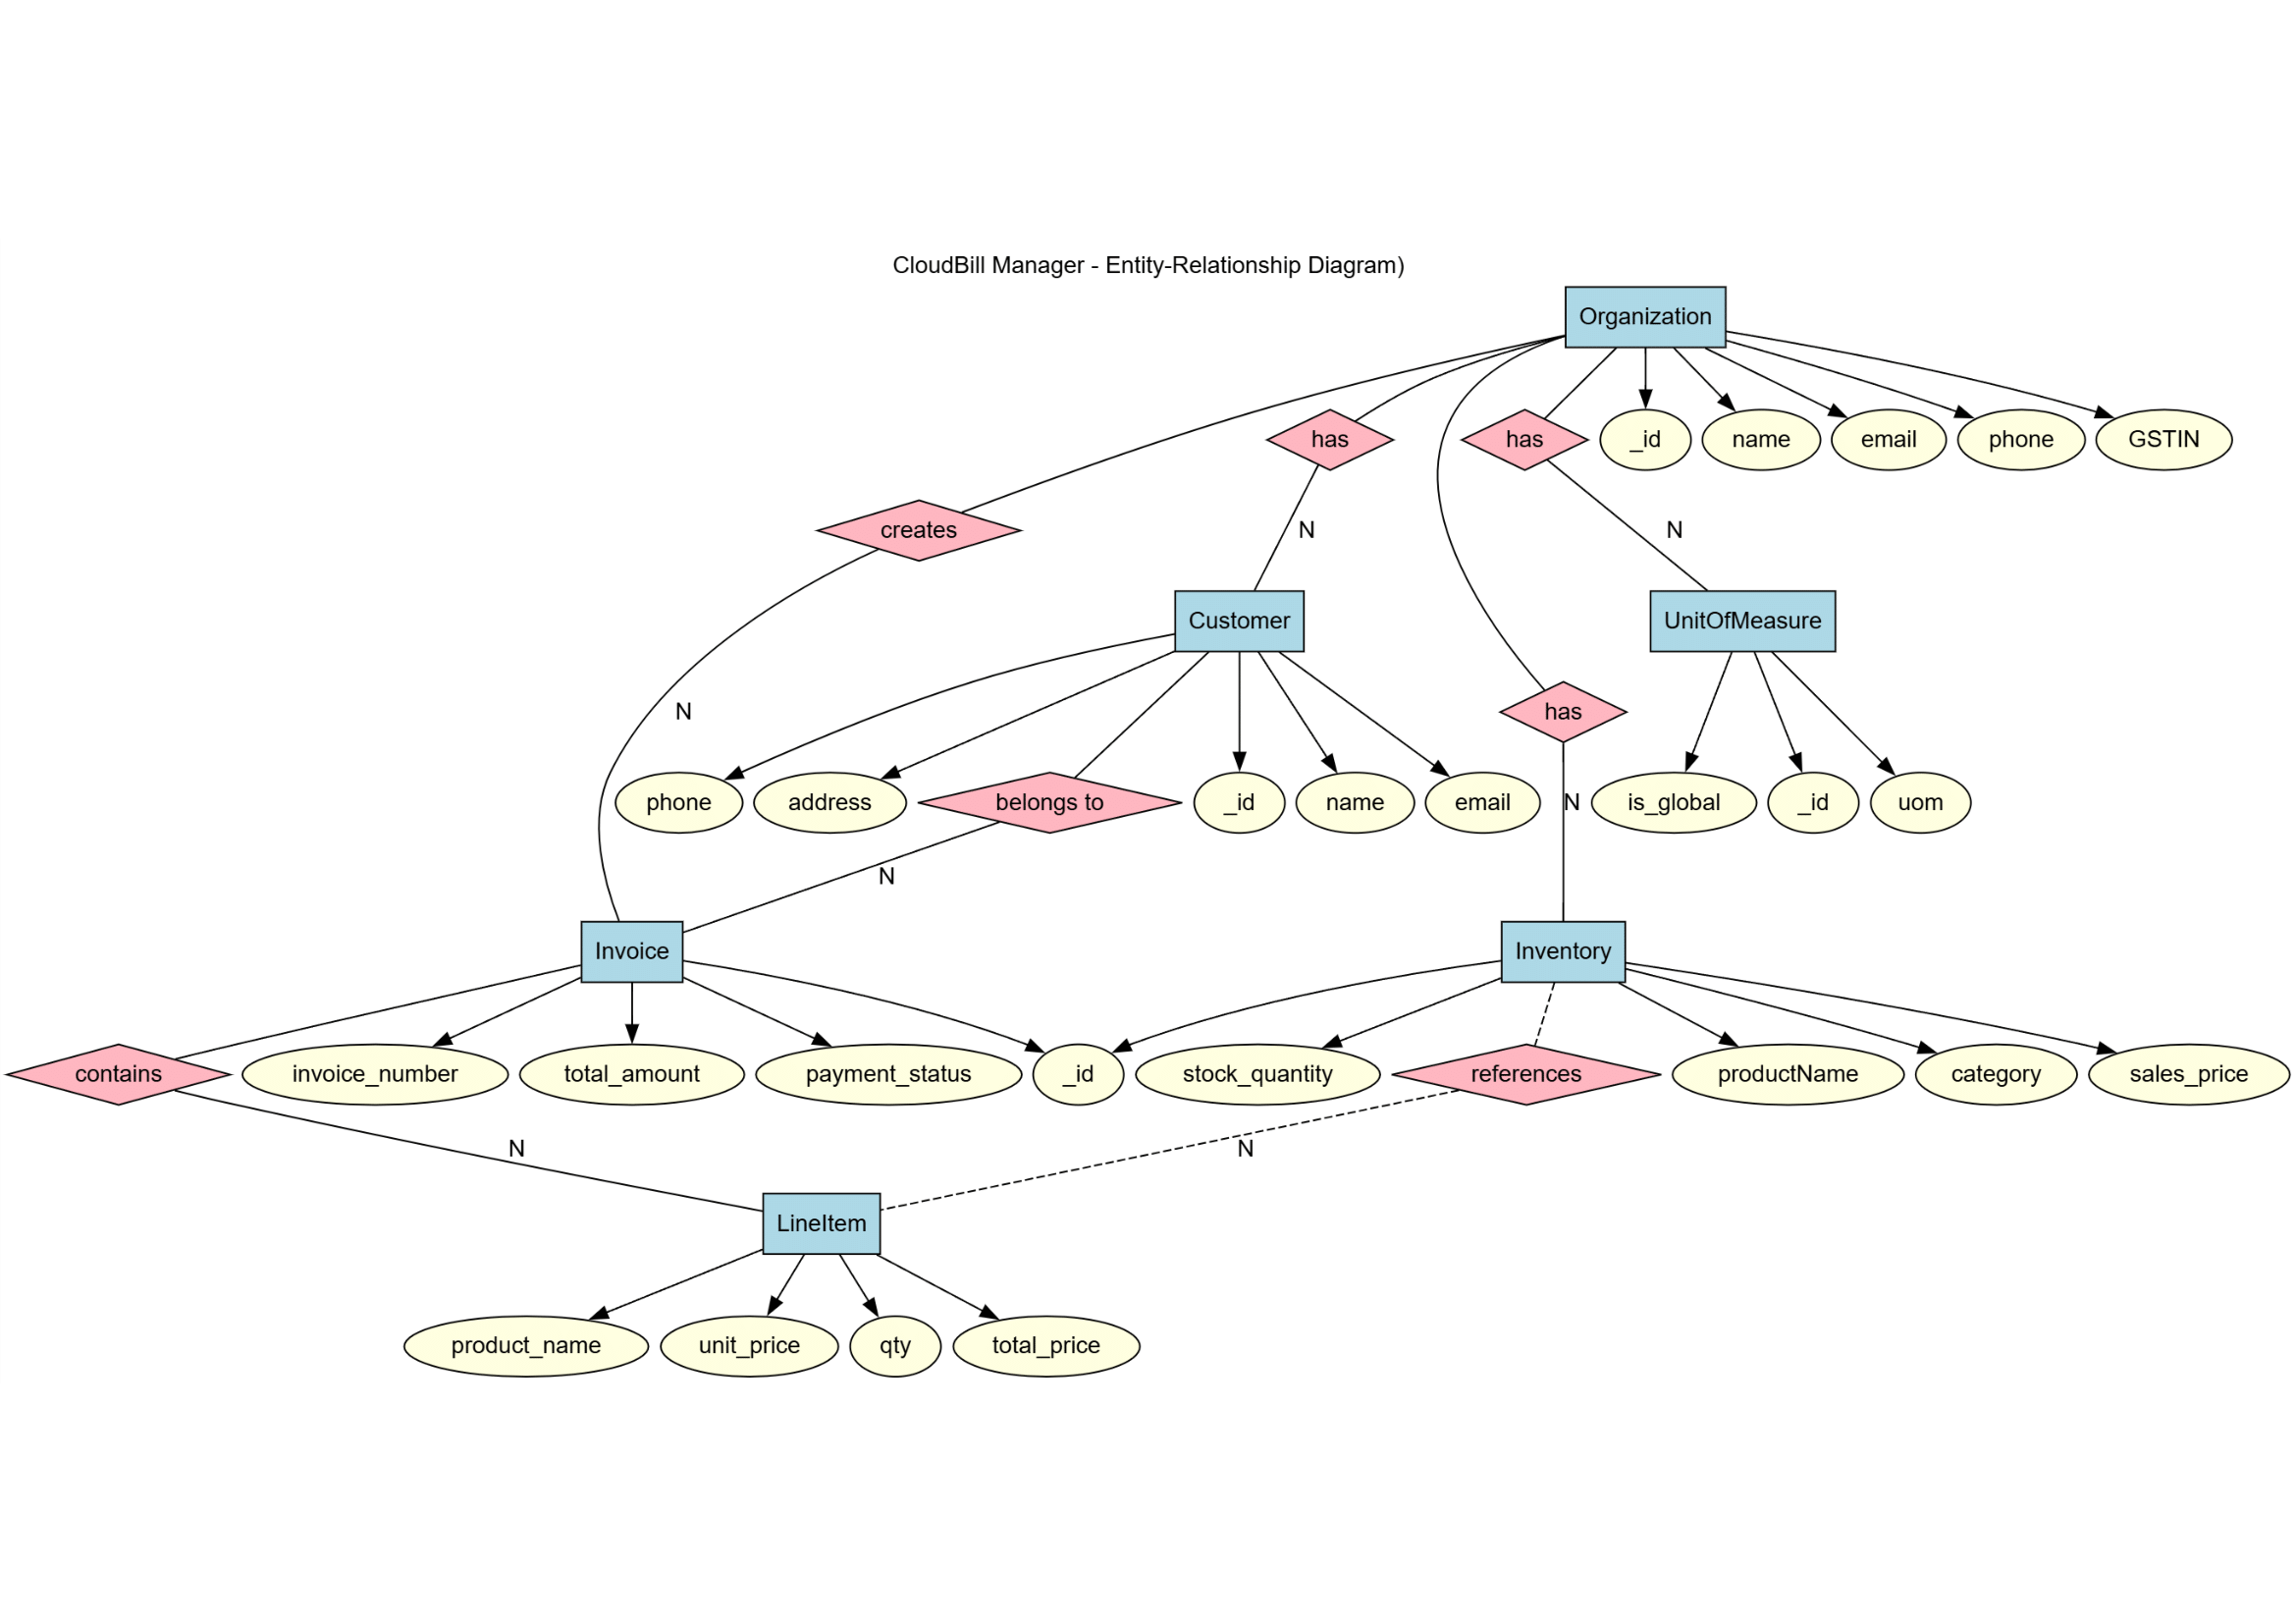 CloudBill Manager - Entity-Relationship Diagram)
Organization
has
has
_id
name
email
phone
GSTIN
creates
N
N
Customer
UnitOfMeasure
N
has
phone
address
belongs to
_id
name
email
N
is_global
_id
uom
N
Invoice
Inventory
contains
invoice_number
total_amount
payment_status
_id
stock_quantity
references
productName
category
sales_price
N
N
LineItem
product_name
unit_price
qty
total_price